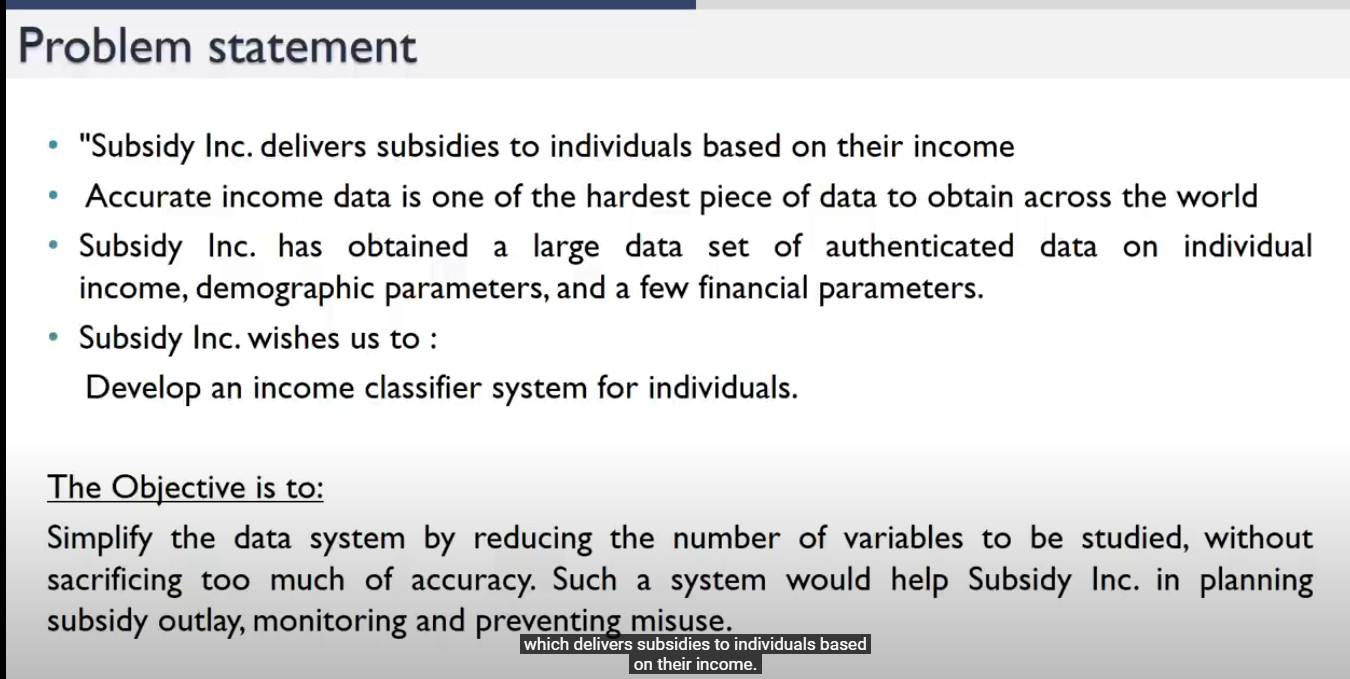 Problem statement
• "Subsidy Inc. delivers subsidies to individuals based on their income
• Accurate income data is one of the hardest piece of data to obtain across the world
• Subsidy Inc. has obtained a large data set of authenticated data on individual
income, demographic parameters, and a few financial parameters.
• Subsidy Inc. wishes us to :
Develop an income classifier system for individuals.
The Objective is to:
Simplify the data system by reducing the number of variables to be studied, without
sacrificing too much of accuracy. Such a system would help Subsidy Inc. in planning
subsidy outlay, monitoring and preventing misuse.
which delivers subsidies to individuals based
on their income.